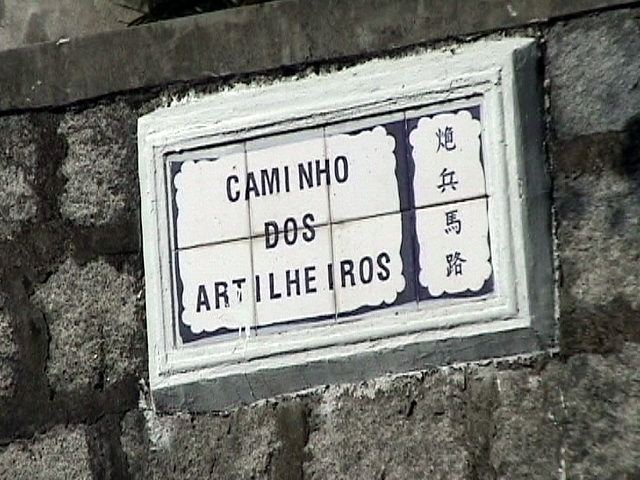 CAMINHO
DOS
ARTILHEIROS
炮兵馬路